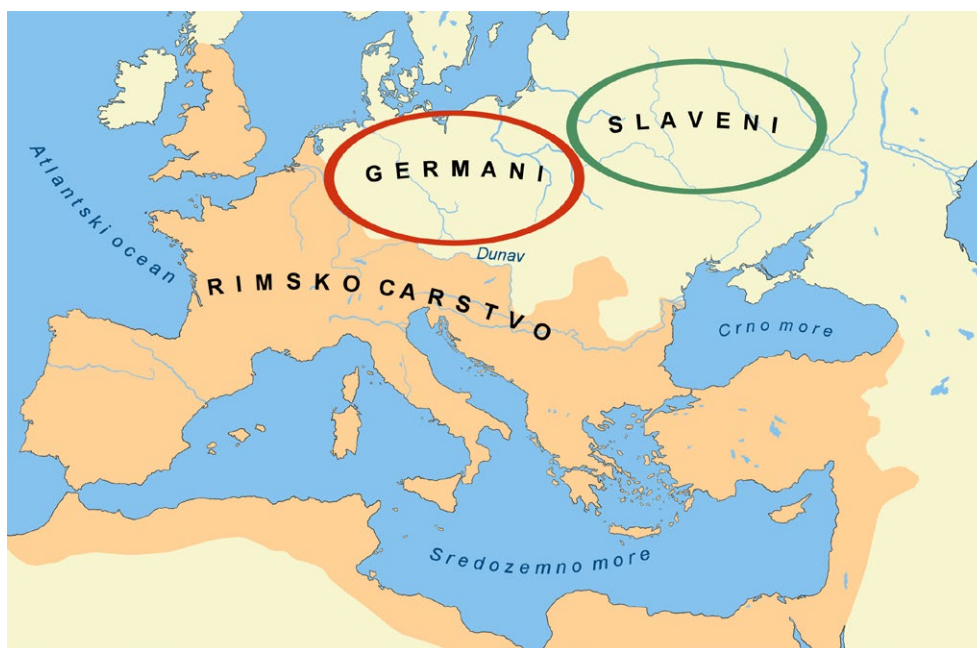 SLAVENI
GERMANI
Atlantski ocean
Dunav
RIMSKO CARSTVO
Crno more
Sredozemno more